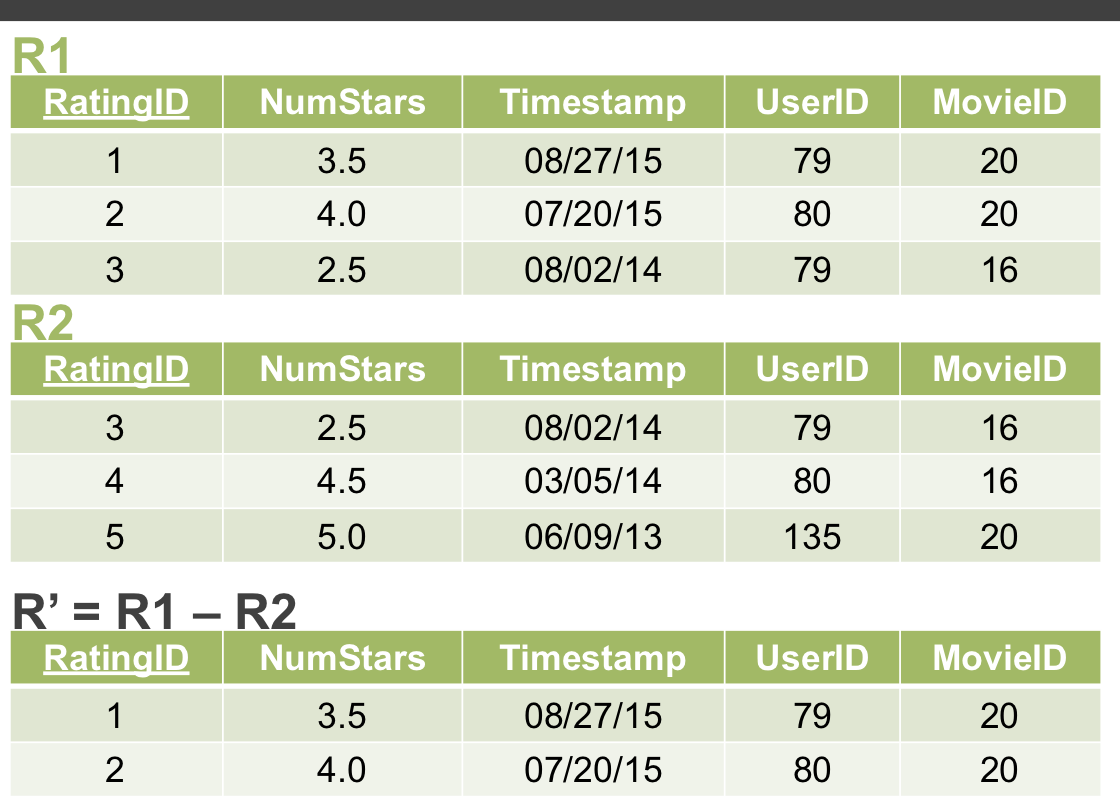 R1
RatingID NumStars Timestamp UserID MovieID
1 3.5 08/27/15 79 20
2 4.0 07/20/15 80 20
3 2.5 08/02/14 79 16
R2
RatingID NumStars Timestamp UserID MovieID
3 2.5 08/02/14 79 16
4 4.5 03/05/14 80 16
5 5.0 06/09/13 135 20
R’ = R1 – R2
RatingID NumStars Timestamp UserID MovieID
1 3.5 08/27/15 79 20
2 4.0 07/20/15 80 20